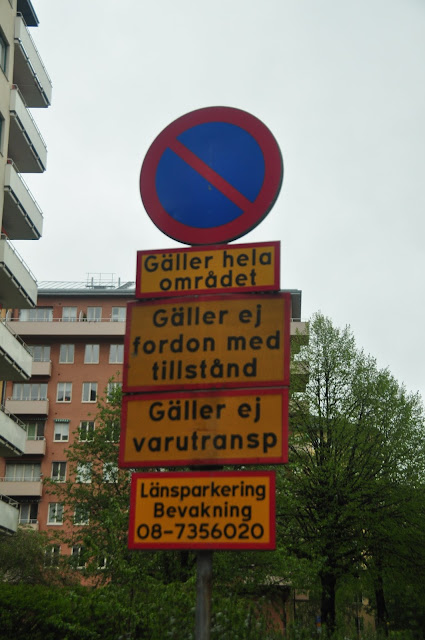 Gäller hela
området
Gäller ej
fordon med
tillstånd
Gäller ej
varutransp
Länsparkering
Bevakning
08-7356020